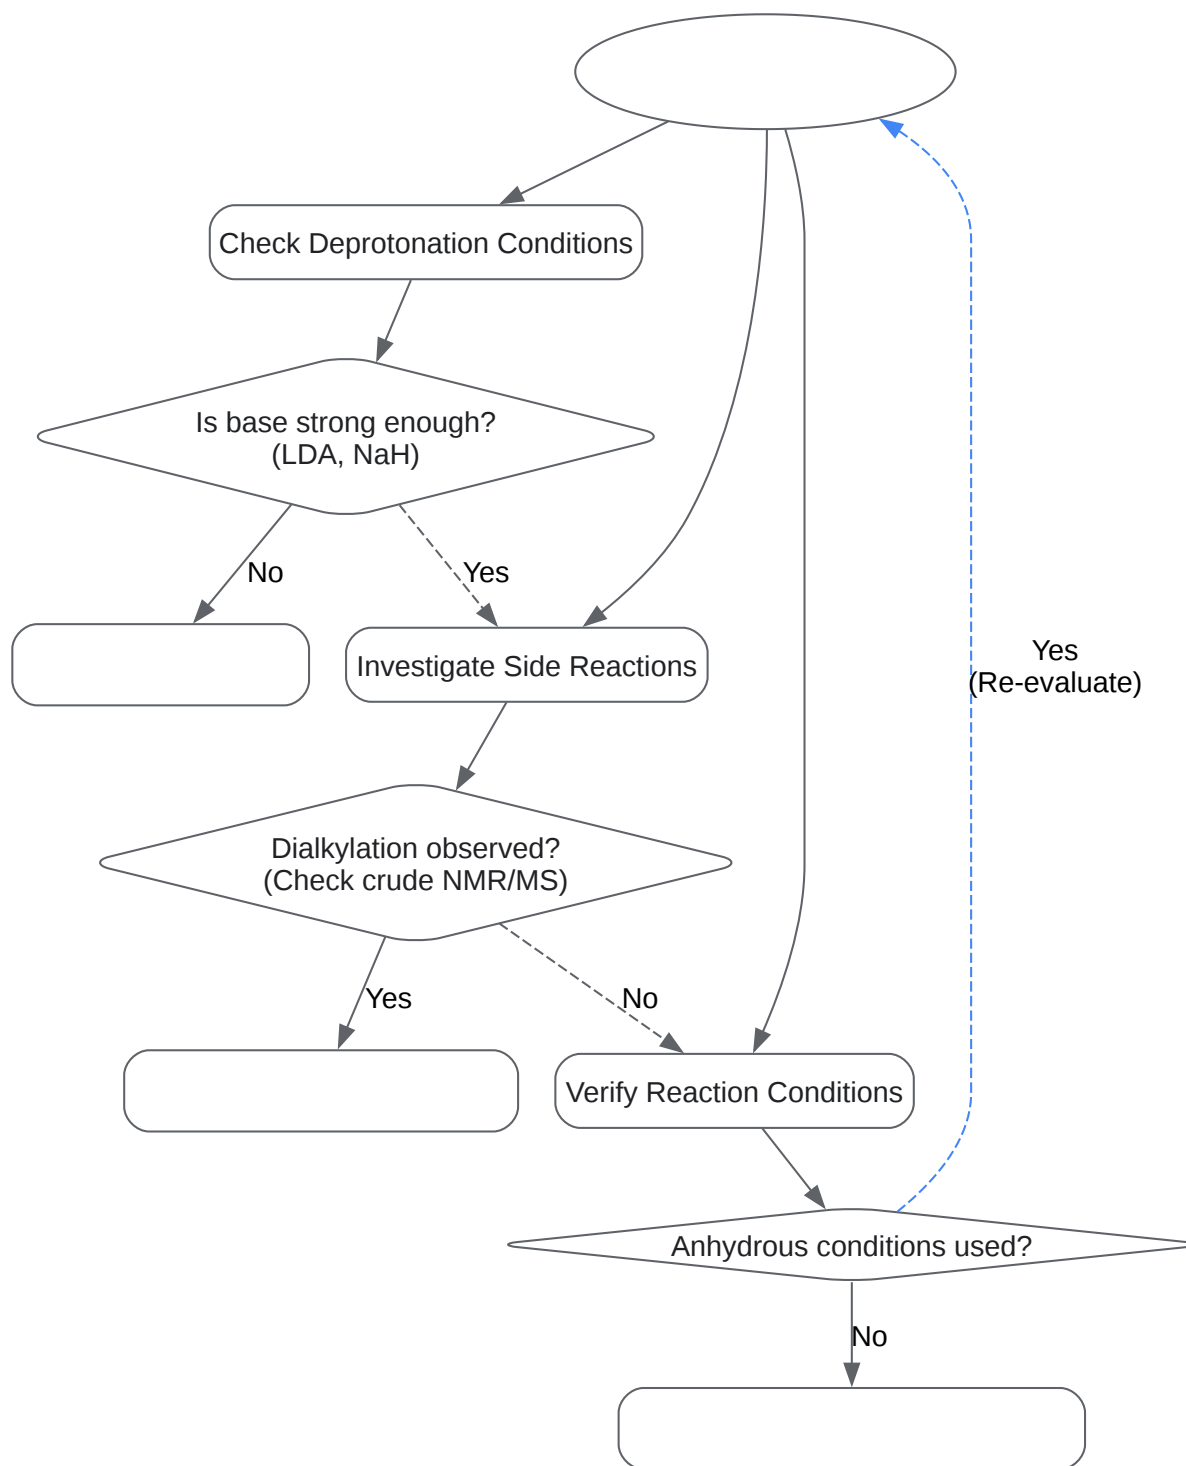 Check Deprotonation Conditions
Is base strong enough?
(LDA, NaH)
No
Yes
Investigate Side Reactions
Yes
(Re-evaluate)
Dialkylation observed?
(Check crude NMR/MS)
Yes
No
Verify Reaction Conditions
Anhydrous conditions used?
No